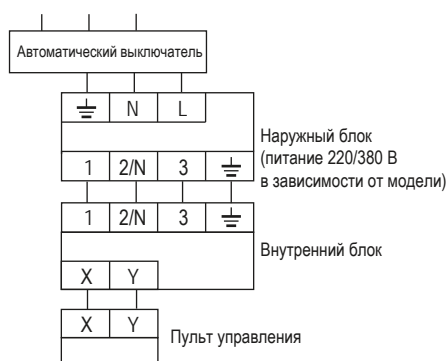 Автоматический выключатель
N L
Наружный блок
(питание 220/380 В
в зависимости от модели)
1 2/N 3
1 2/N 3
Внутренний блок
X Y
X Y
Пульт управления